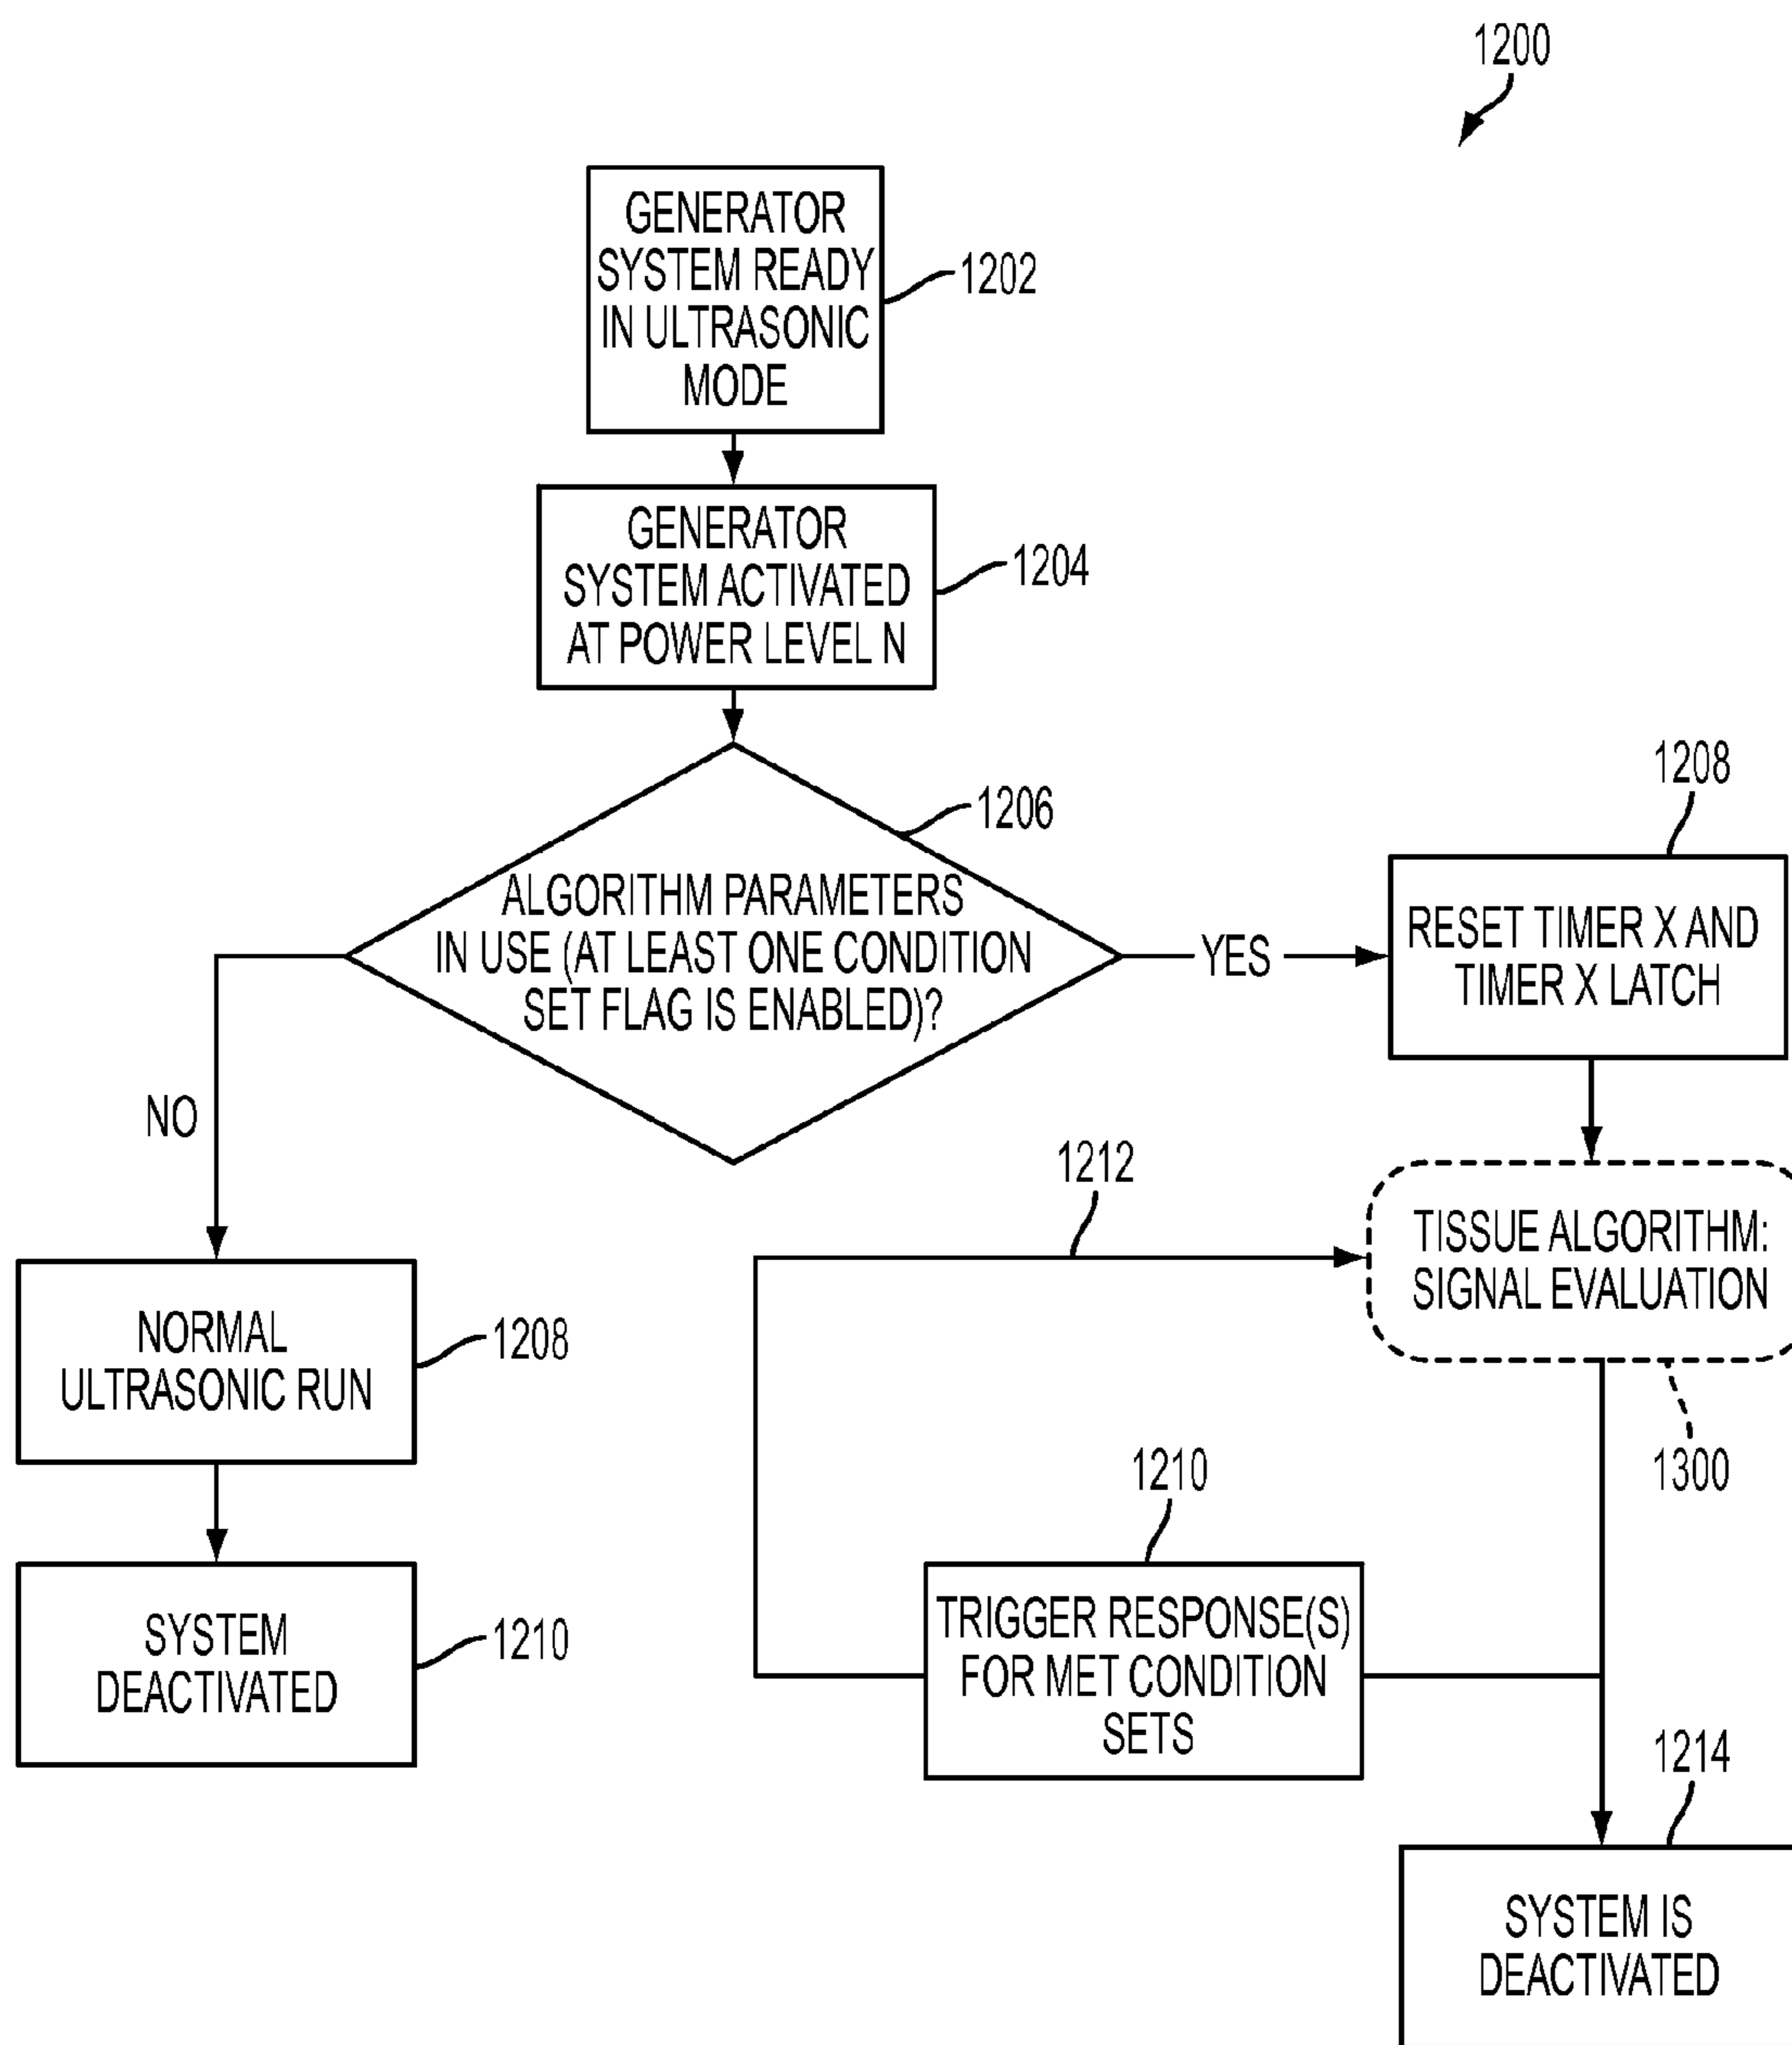 1200
GENERATOR
SYSTEM READY
IN ULTRASONIC
MODE
1202
GENERATOR
SYSTEM ACTIVATED
AT POWER LEVEL N
1204
1206
ALGORITHM PARAMETERS
IN USE (AT LEAST ONE CONDITION
SET FLAG IS ENABLED)?
YES
NO
1208
RESET TIMER X AND
TIMER X LATCH
1212
TISSUE ALGORITHM:
SIGNAL EVALUATION
1300
NORMAL
ULTRASONIC RUN
1208
SYSTEM
DEACTIVATED
1210
1210
TRIGGER RESPONSE(S)
FOR MET CONDITION
SETS
1214
SYSTEM IS
DEACTIVATED